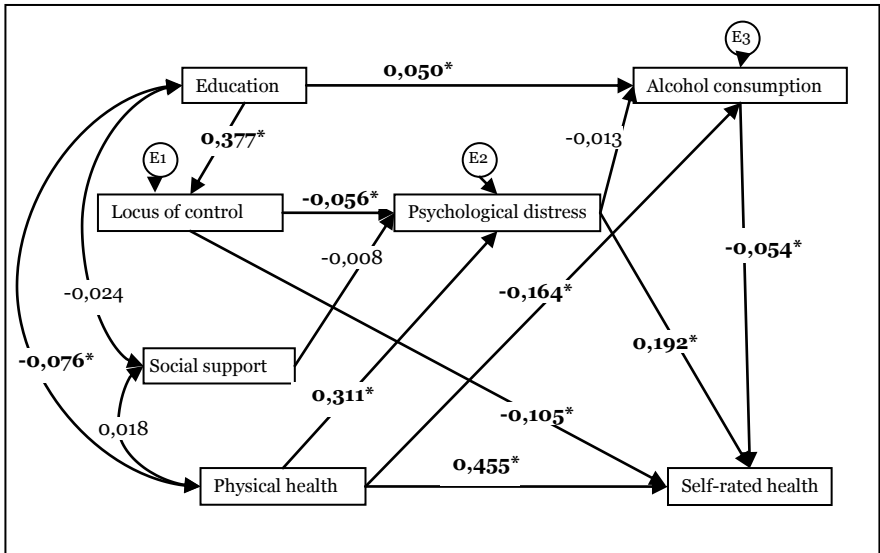 E3
Education
0,050*
Alcohol consumption
0,377*
-0,013
E1
E2
Locus of control
-0,056*
Psychological distress
-0,008
-0,054*
-0,024
-0,164*
0,192*
-0,076*
Social support
0,311*
-0,105*
0,018
0,455*
Physical health
Self-rated health